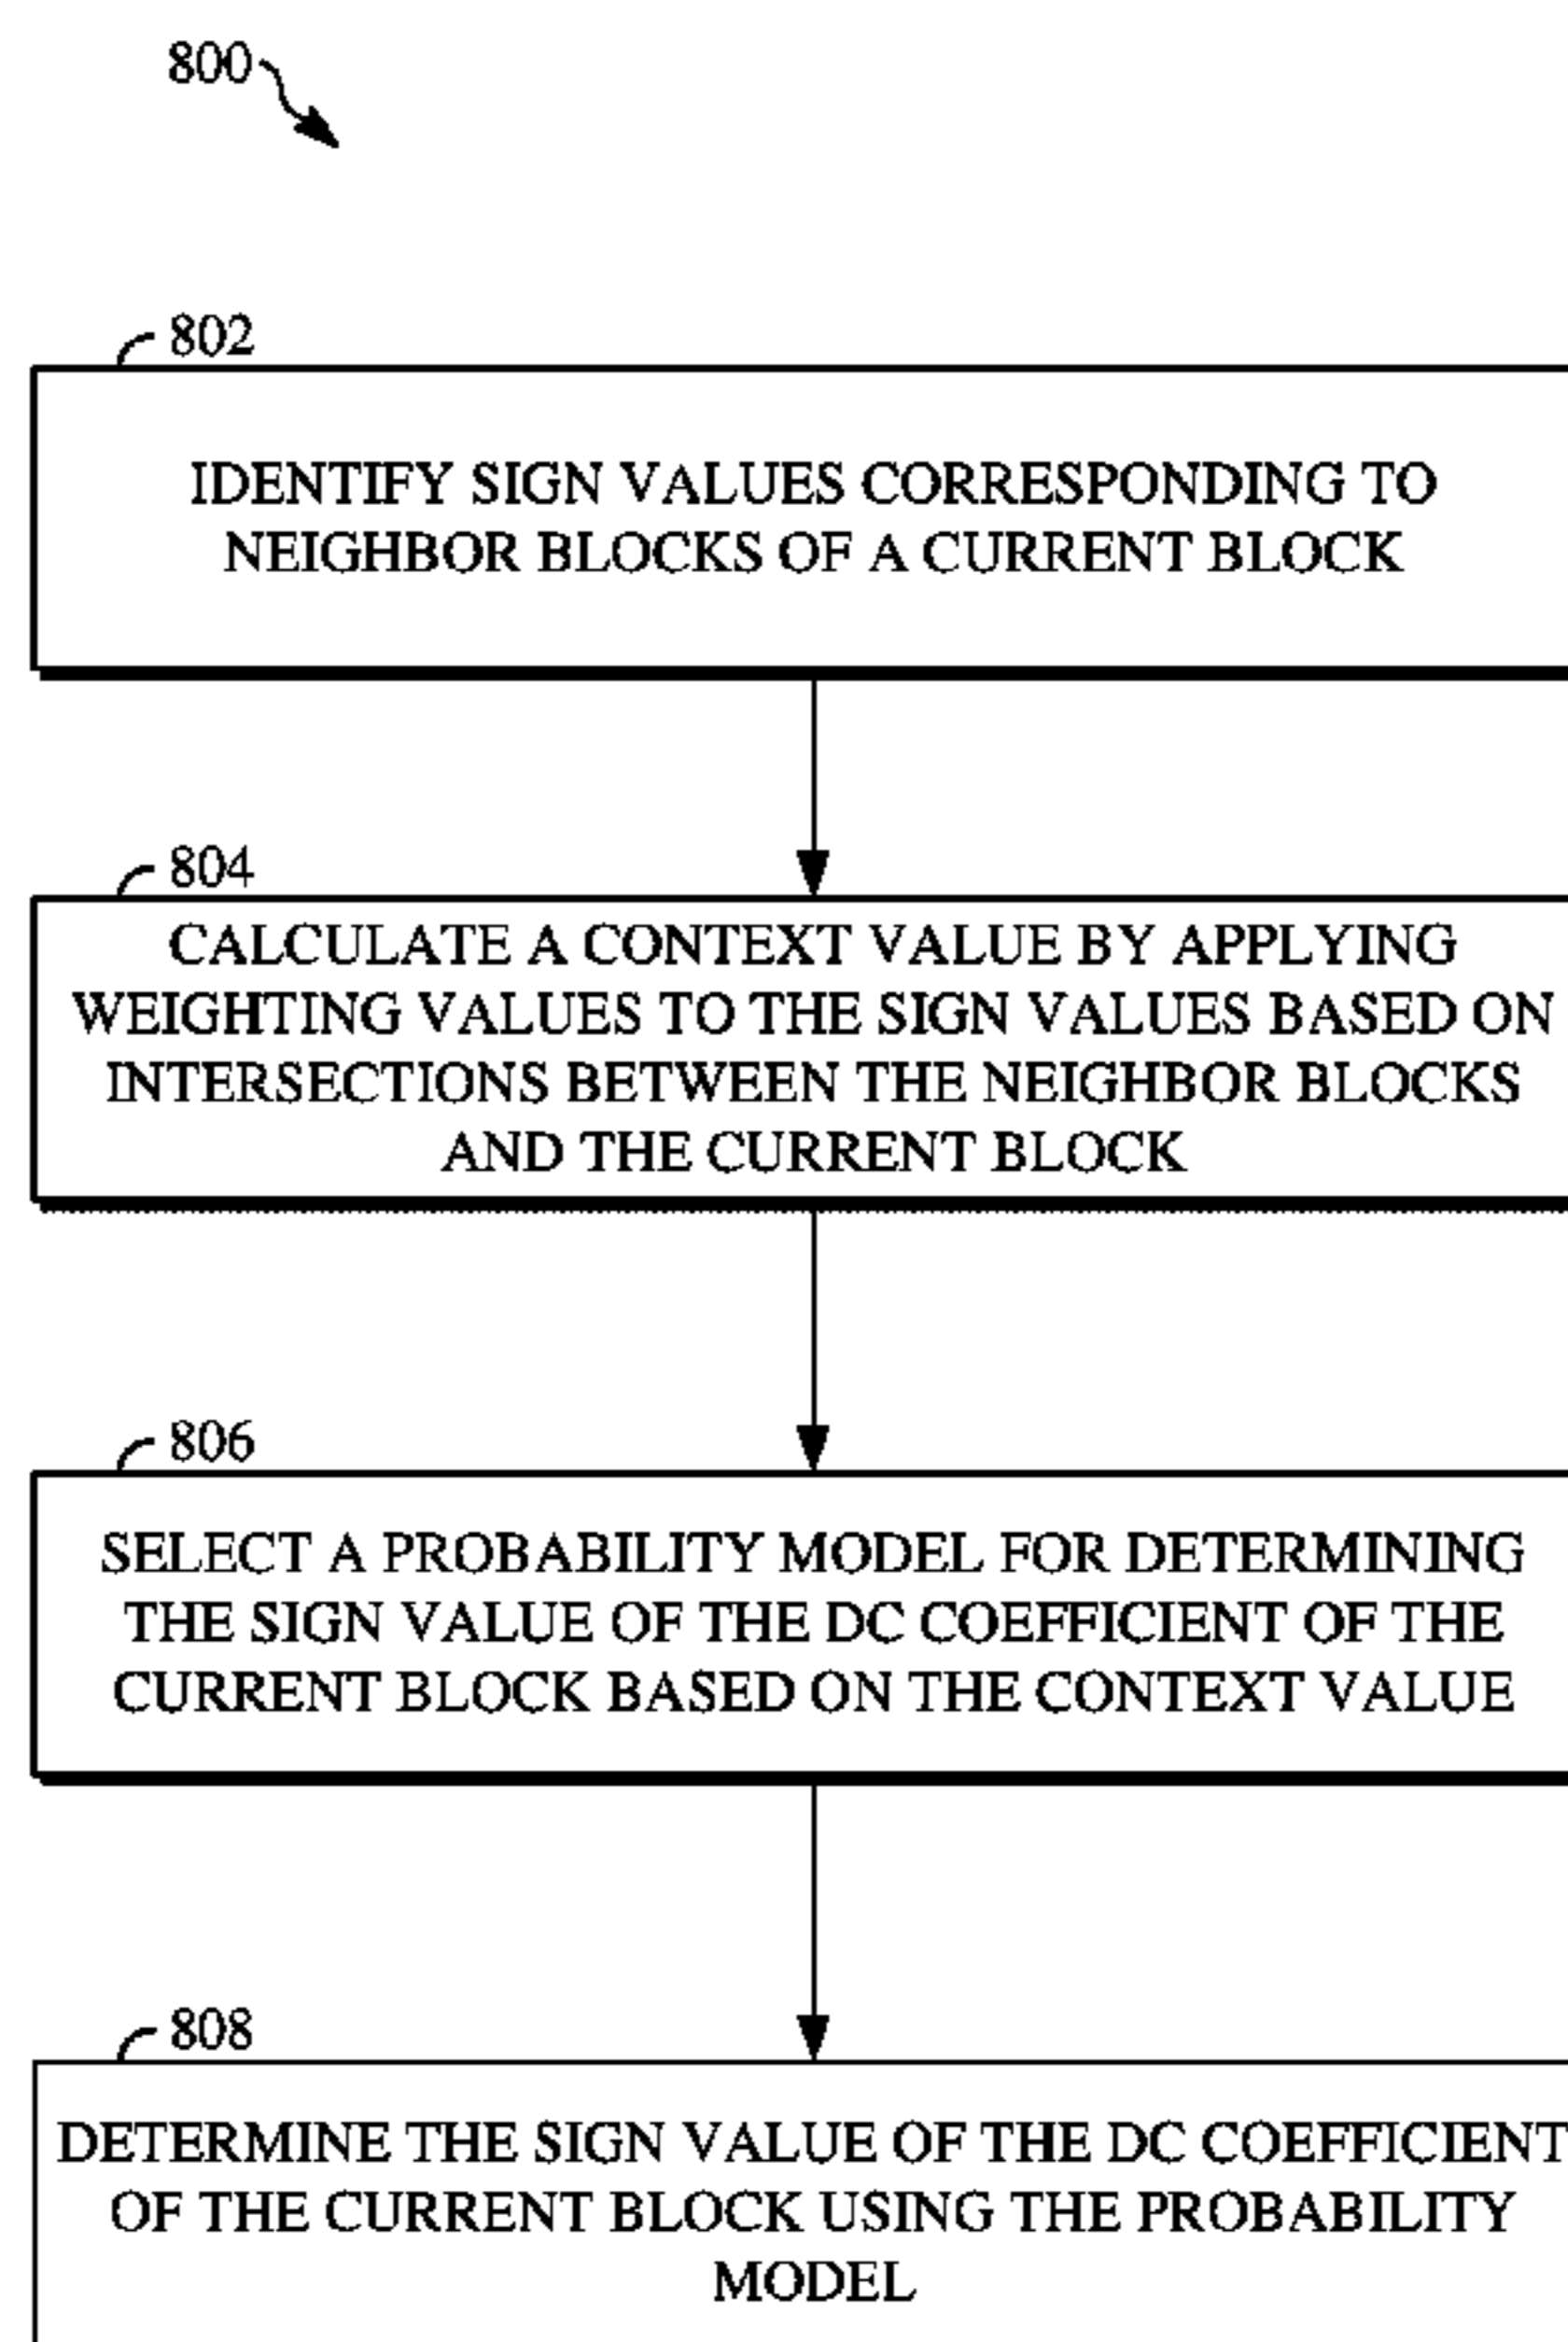 800
802
IDENTIFY SIGN VALUES CORRESPONDING TO
NEIGHBOR BLOCKS OF A CURRENT BLOCK
804
CALCULATE A CONTEXT VALUE BY APPLYING
WEIGHTING VALUES TO THE SIGN VALUES BASED ON
INTERSECTIONS BETWEEN THE NEIGHBOR BLOCKS
AND THE CURRENT BLOCK
806
SELECT A PROBABILITY MODEL FOR DETERMINING
THE SIGN VALUE OF THE DC COEFFICIENT OF THE
CURRENT BLOCK BASED ON THE CONTEXT VALUE
808
DETERMINE THE SIGN VALUE OF THE DC COEFFICIENT
OF THE CURRENT BLOCK USING THE PROBABILITY
MODEL